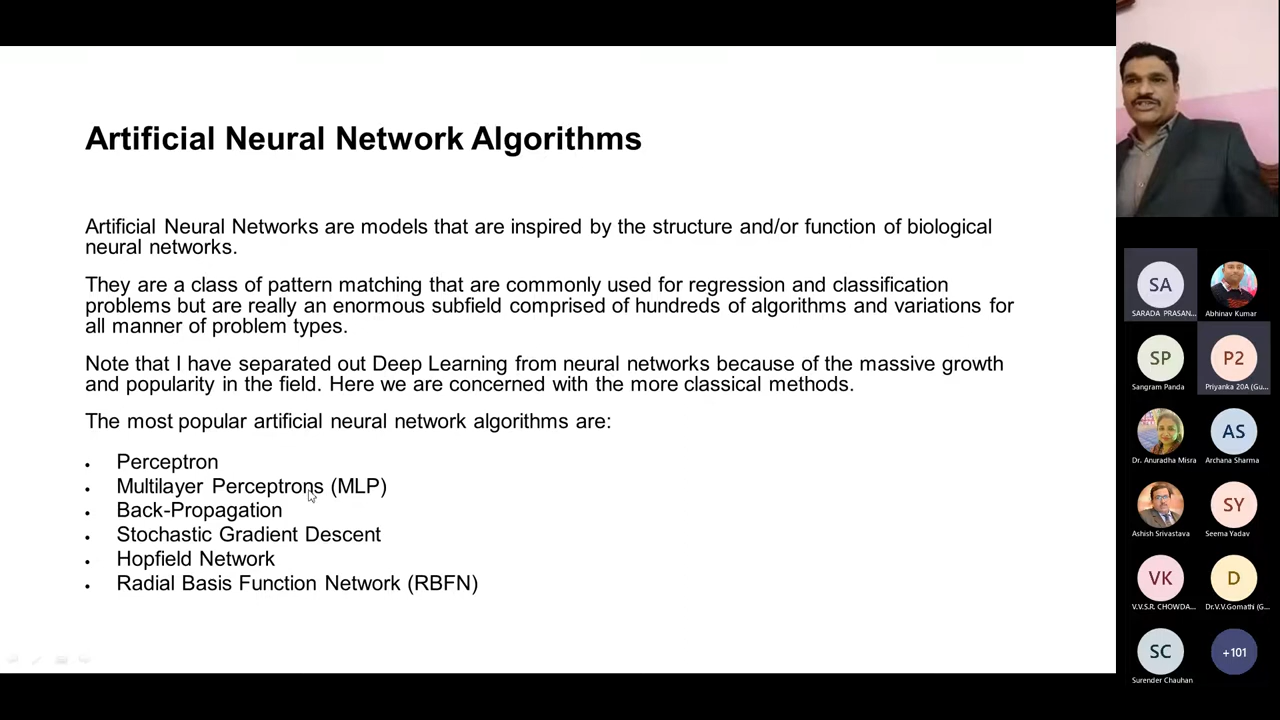 Artificial Neural Network Algorithms
Artificial Neural Networks are models that are inspired by the structure and/or function of biological
neural networks.
They are a class of pattern matching that are commonly used for regression and classification
problems but are really an enormous subfield comprised of hundreds of algorithms and variations for
all manner of problem types.
Note that I have separated out Deep Learning from neural networks because of the massive growth
and popularity in the field. Here we are concerned with the more classical methods.
The most popular artificial neural network algorithms are:
• Perceptron
• Multilayer Perceptrons (MLP)
• Back-Propagation
• Stochastic Gradient Descent
• Hopfield Network
• Radial Basis Function Network (RBFN)
SA
SARADA PRASAN... Abhinav Kumar
SP P2
Sangram Panda Priyanka 20A (Gu...
AS
Dr. Anuradha Misra Archana Sharma
SY
Ashish Srivastava Seema Yadav
VK D
V.V.S.R. CHOWDA... Dr.V.V.Gomathi (G...
SC +101
Surender Chauhan